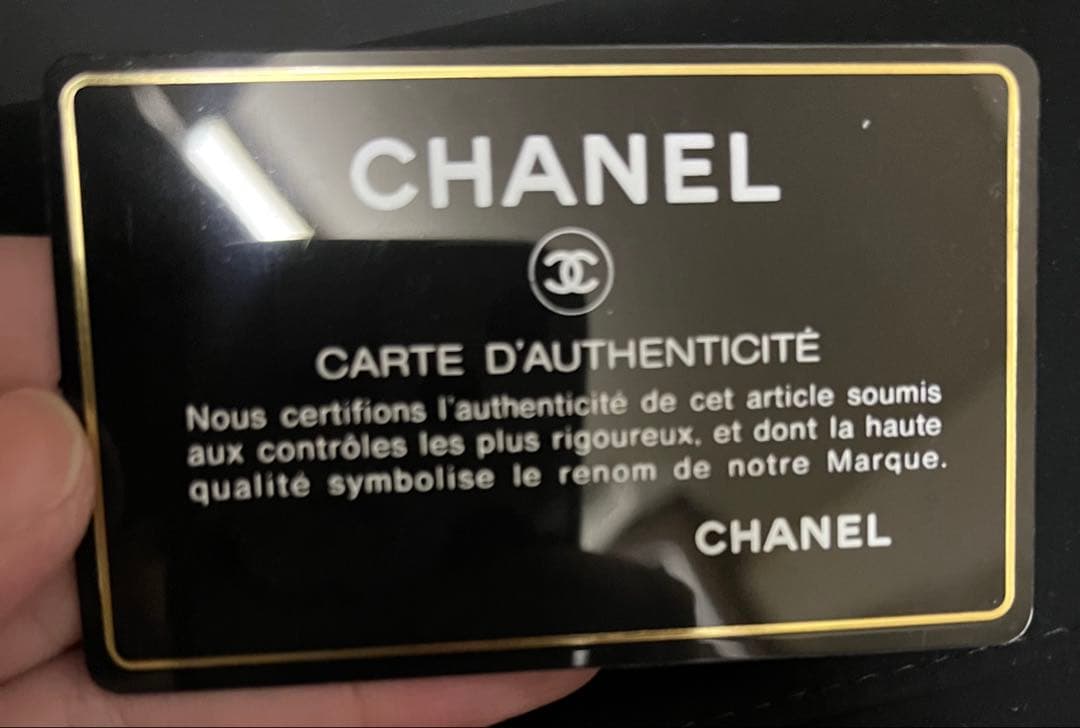 CHANEL
CARTE D'AUTHENTICITÉ
Nous certifions l'authenticité de cet article soumis
aux contrôles les plus rigoureux, et dont la haute
qualité symbolise le renom de notre Marque.
CHANEL